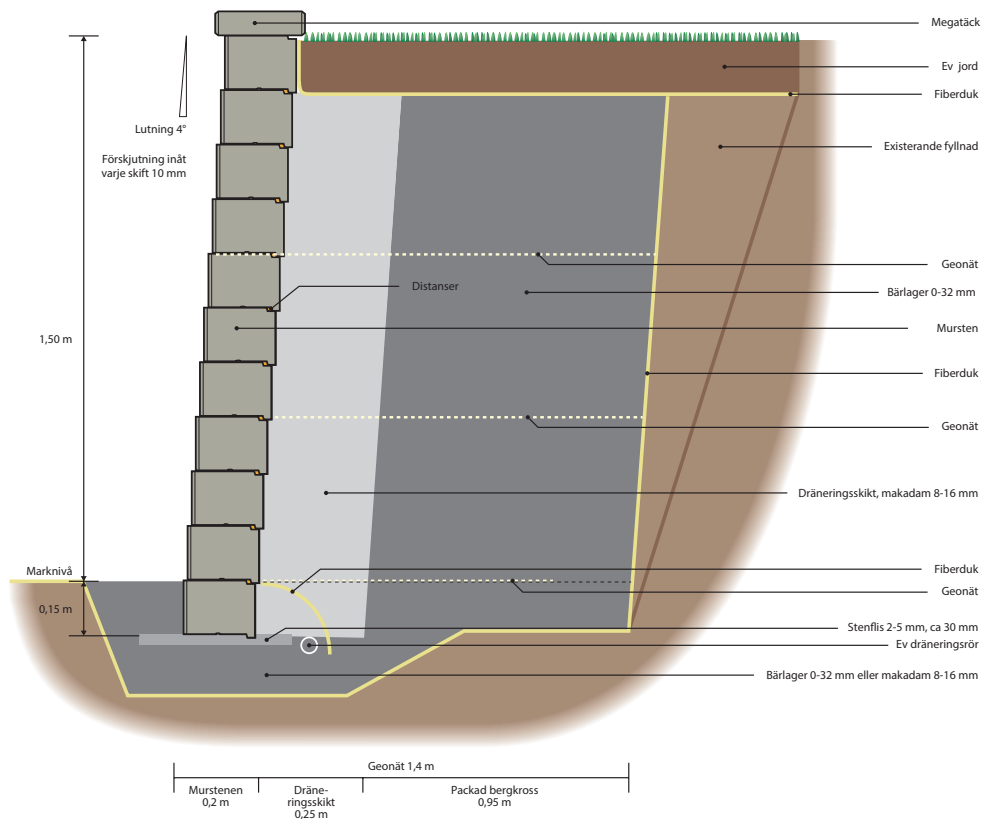 Megatäck
Ev jord
Fiberduk
Lutning 4°
Förskjutning inåt
varje skift 10 mm
Existerande fyllnad
Geonät
Distanser
Bärlager 0-32 mm
Mursten
1,50 m
Fiberduk
Geonät
Dräneringsskikt, makadam 8-16 mm
Marknivå
Fiberduk
Geonät
0,15 m
Stenflis 2-5 mm, ca 30 mm
Ev dräneringsrör
Bärlager 0-32 mm eller makadam 8-16 mm
Geonät 1,4 m
Murstenen
0,2 m
Dräne-
ringsskikt
0,25 m
Packad bergkross
0,95 m